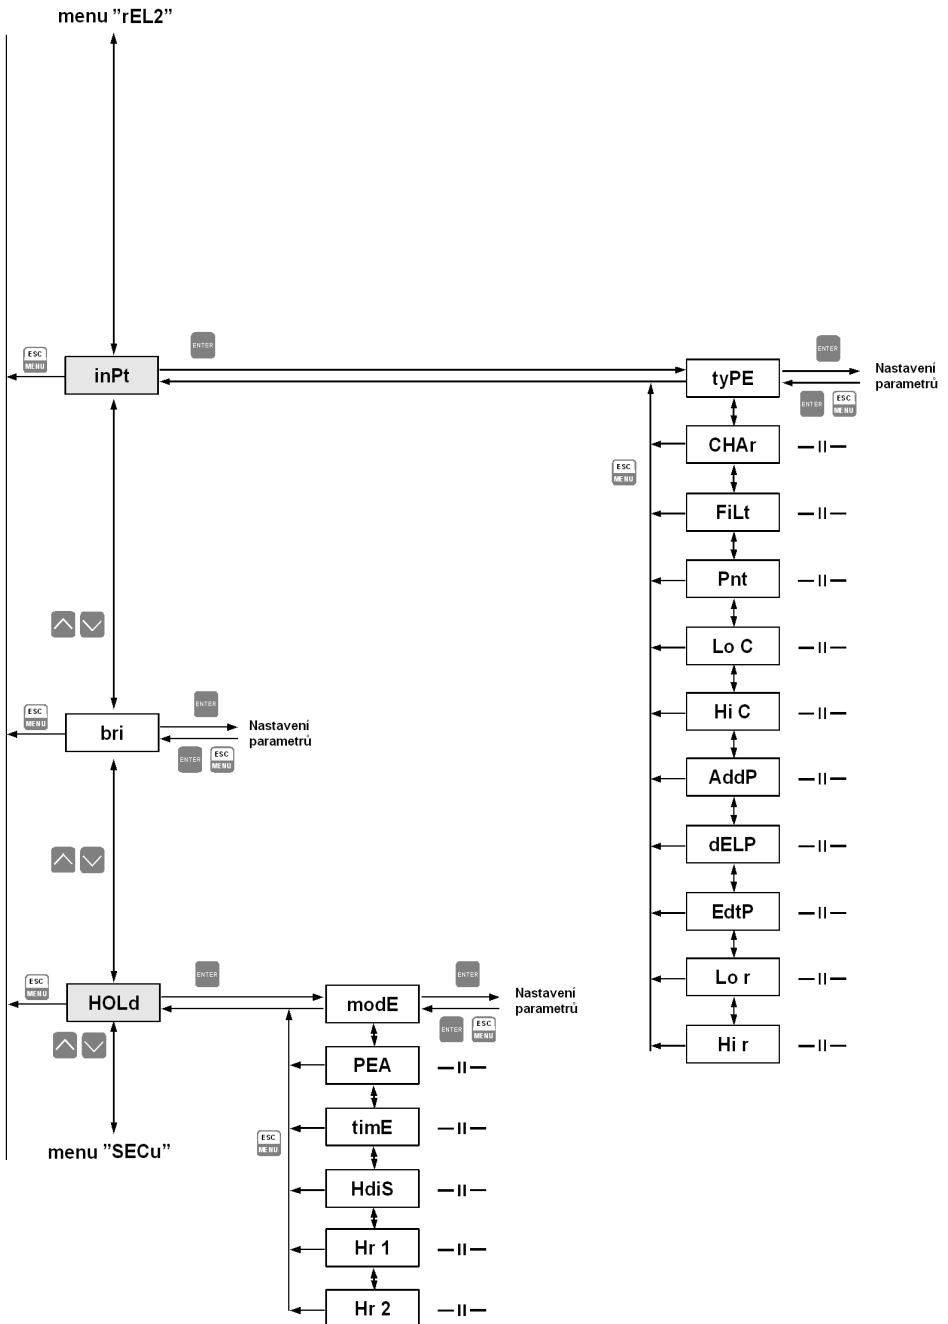 menu ”rEL2”
ENTER
ENTER
ESC
MENU
inPt
tyPE
Nastavení
parametrů
ENTER
ESC
MENU
CHAr
II
ESC
MENU
FiLt
II
Pnt
II
Lo C
II
ESC
MENU
ENTER
Hi C
II
bri
Nastavení
parametrů
ENTER
ESC
MENU
AddP
II
dELP
II
EdtP
II
ESC
MENU
ENTER
ENTER
Lo r
II
HOLd
modE
Nastavení
parametrů
ENTER
ESC
MENU
Hi r
II
PEA
II
timE
II
ESC
MENU
menu ”SECu”
HdiS
II
Hr 1
II
Hr 2
II